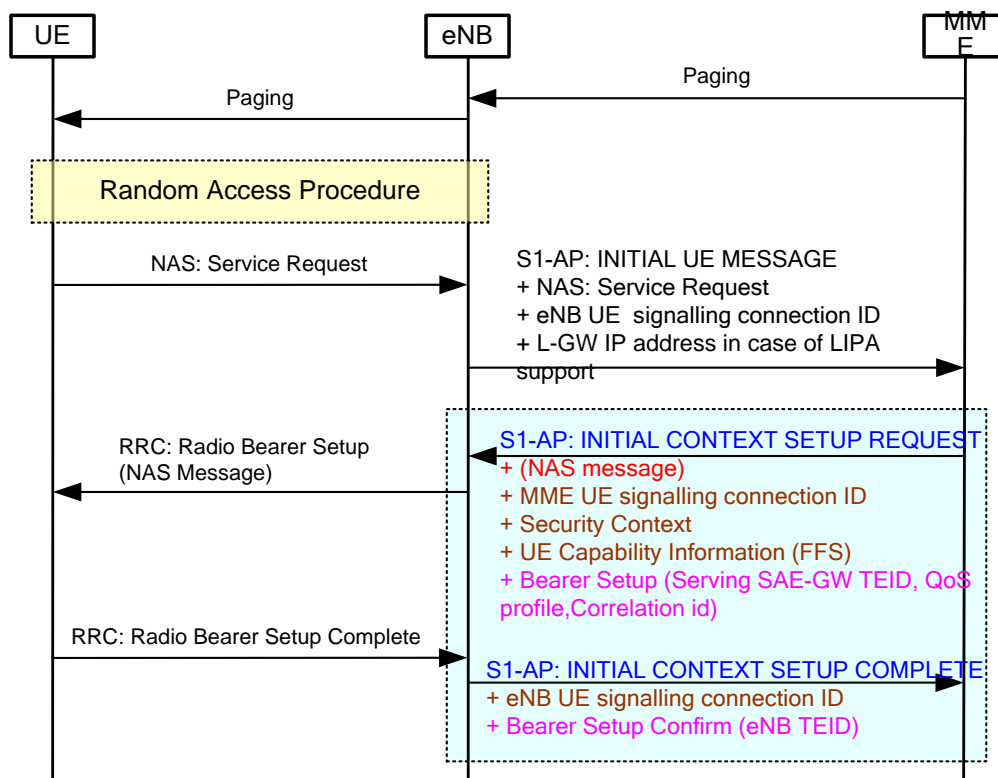 UE
eNB
MM
E
Paging
Paging
Random Access Procedure
NAS: Service Request
S1-AP: INITIAL UE MESSAGE
+ NAS: Service Request
+ eNB UE  signalling connection ID
+ L-GW IP address in case of LIPA
support
RRC: Radio Bearer Setup
(NAS Message)
S1-AP: INITIAL CONTEXT SETUP REQUEST
+ (NAS message)
+ MME UE signalling connection ID
+ Security Context
+ UE Capability Information (FFS)
+ Bearer Setup (Serving SAE-GW TEID, QoS
profile,Correlation id)
RRC: Radio Bearer Setup Complete
S1-AP: INITIAL CONTEXT SETUP COMPLETE
+ eNB UE signalling connection ID
+ Bearer Setup Confirm (eNB TEID)